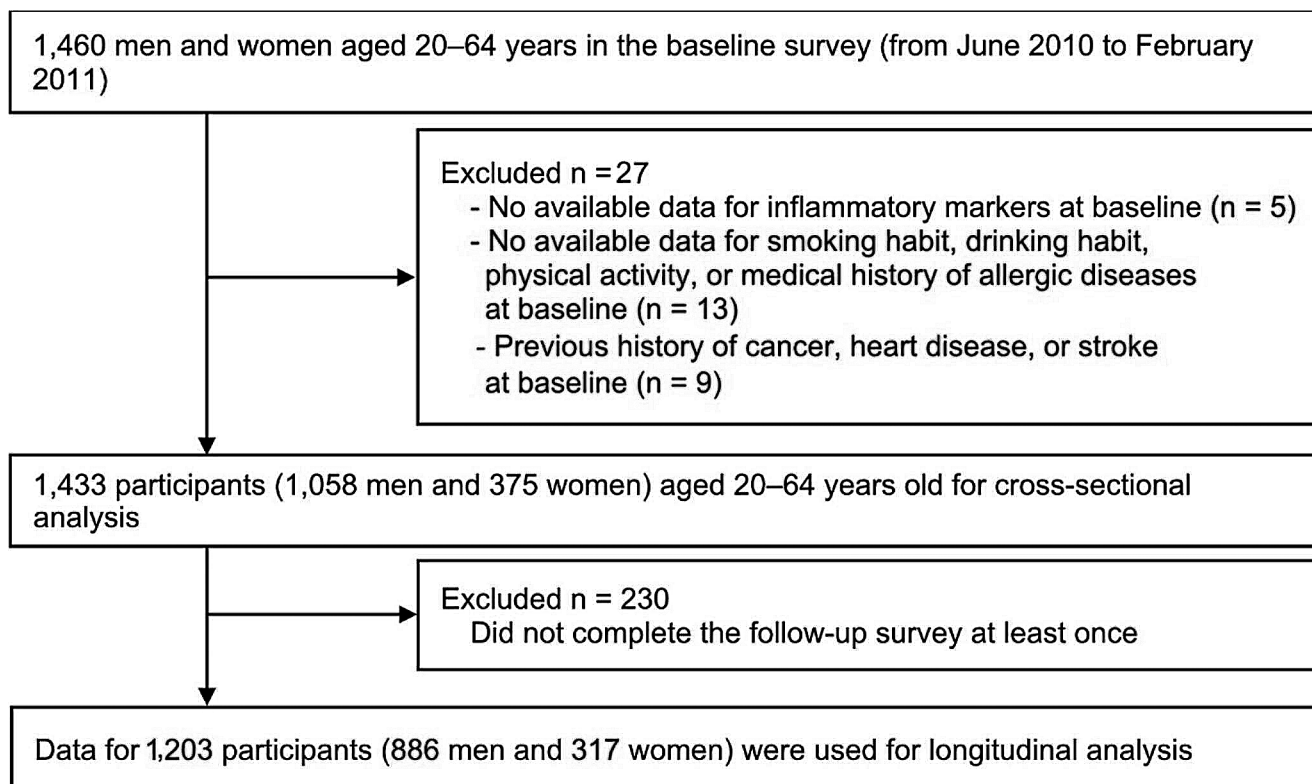 1,460 men and women aged 20–64 years in the baseline survey (from June 2010 to February
2011)
Excluded n = 27
- No available data for inflammatory markers at baseline (n = 5)
- No available data for smoking habit, drinking habit,
physical activity, or medical history of allergic diseases
at baseline (n = 13)
- Previous history of cancer, heart disease, or stroke
at baseline (n = 9)
1,433 participants (1,058 men and 375 women) aged 20–64 years old for cross-sectional
analysis
Excluded n = 230
Did not complete the follow-up survey at least once
Data for 1,203 participants (886 men and 317 women) were used for longitudinal analysis